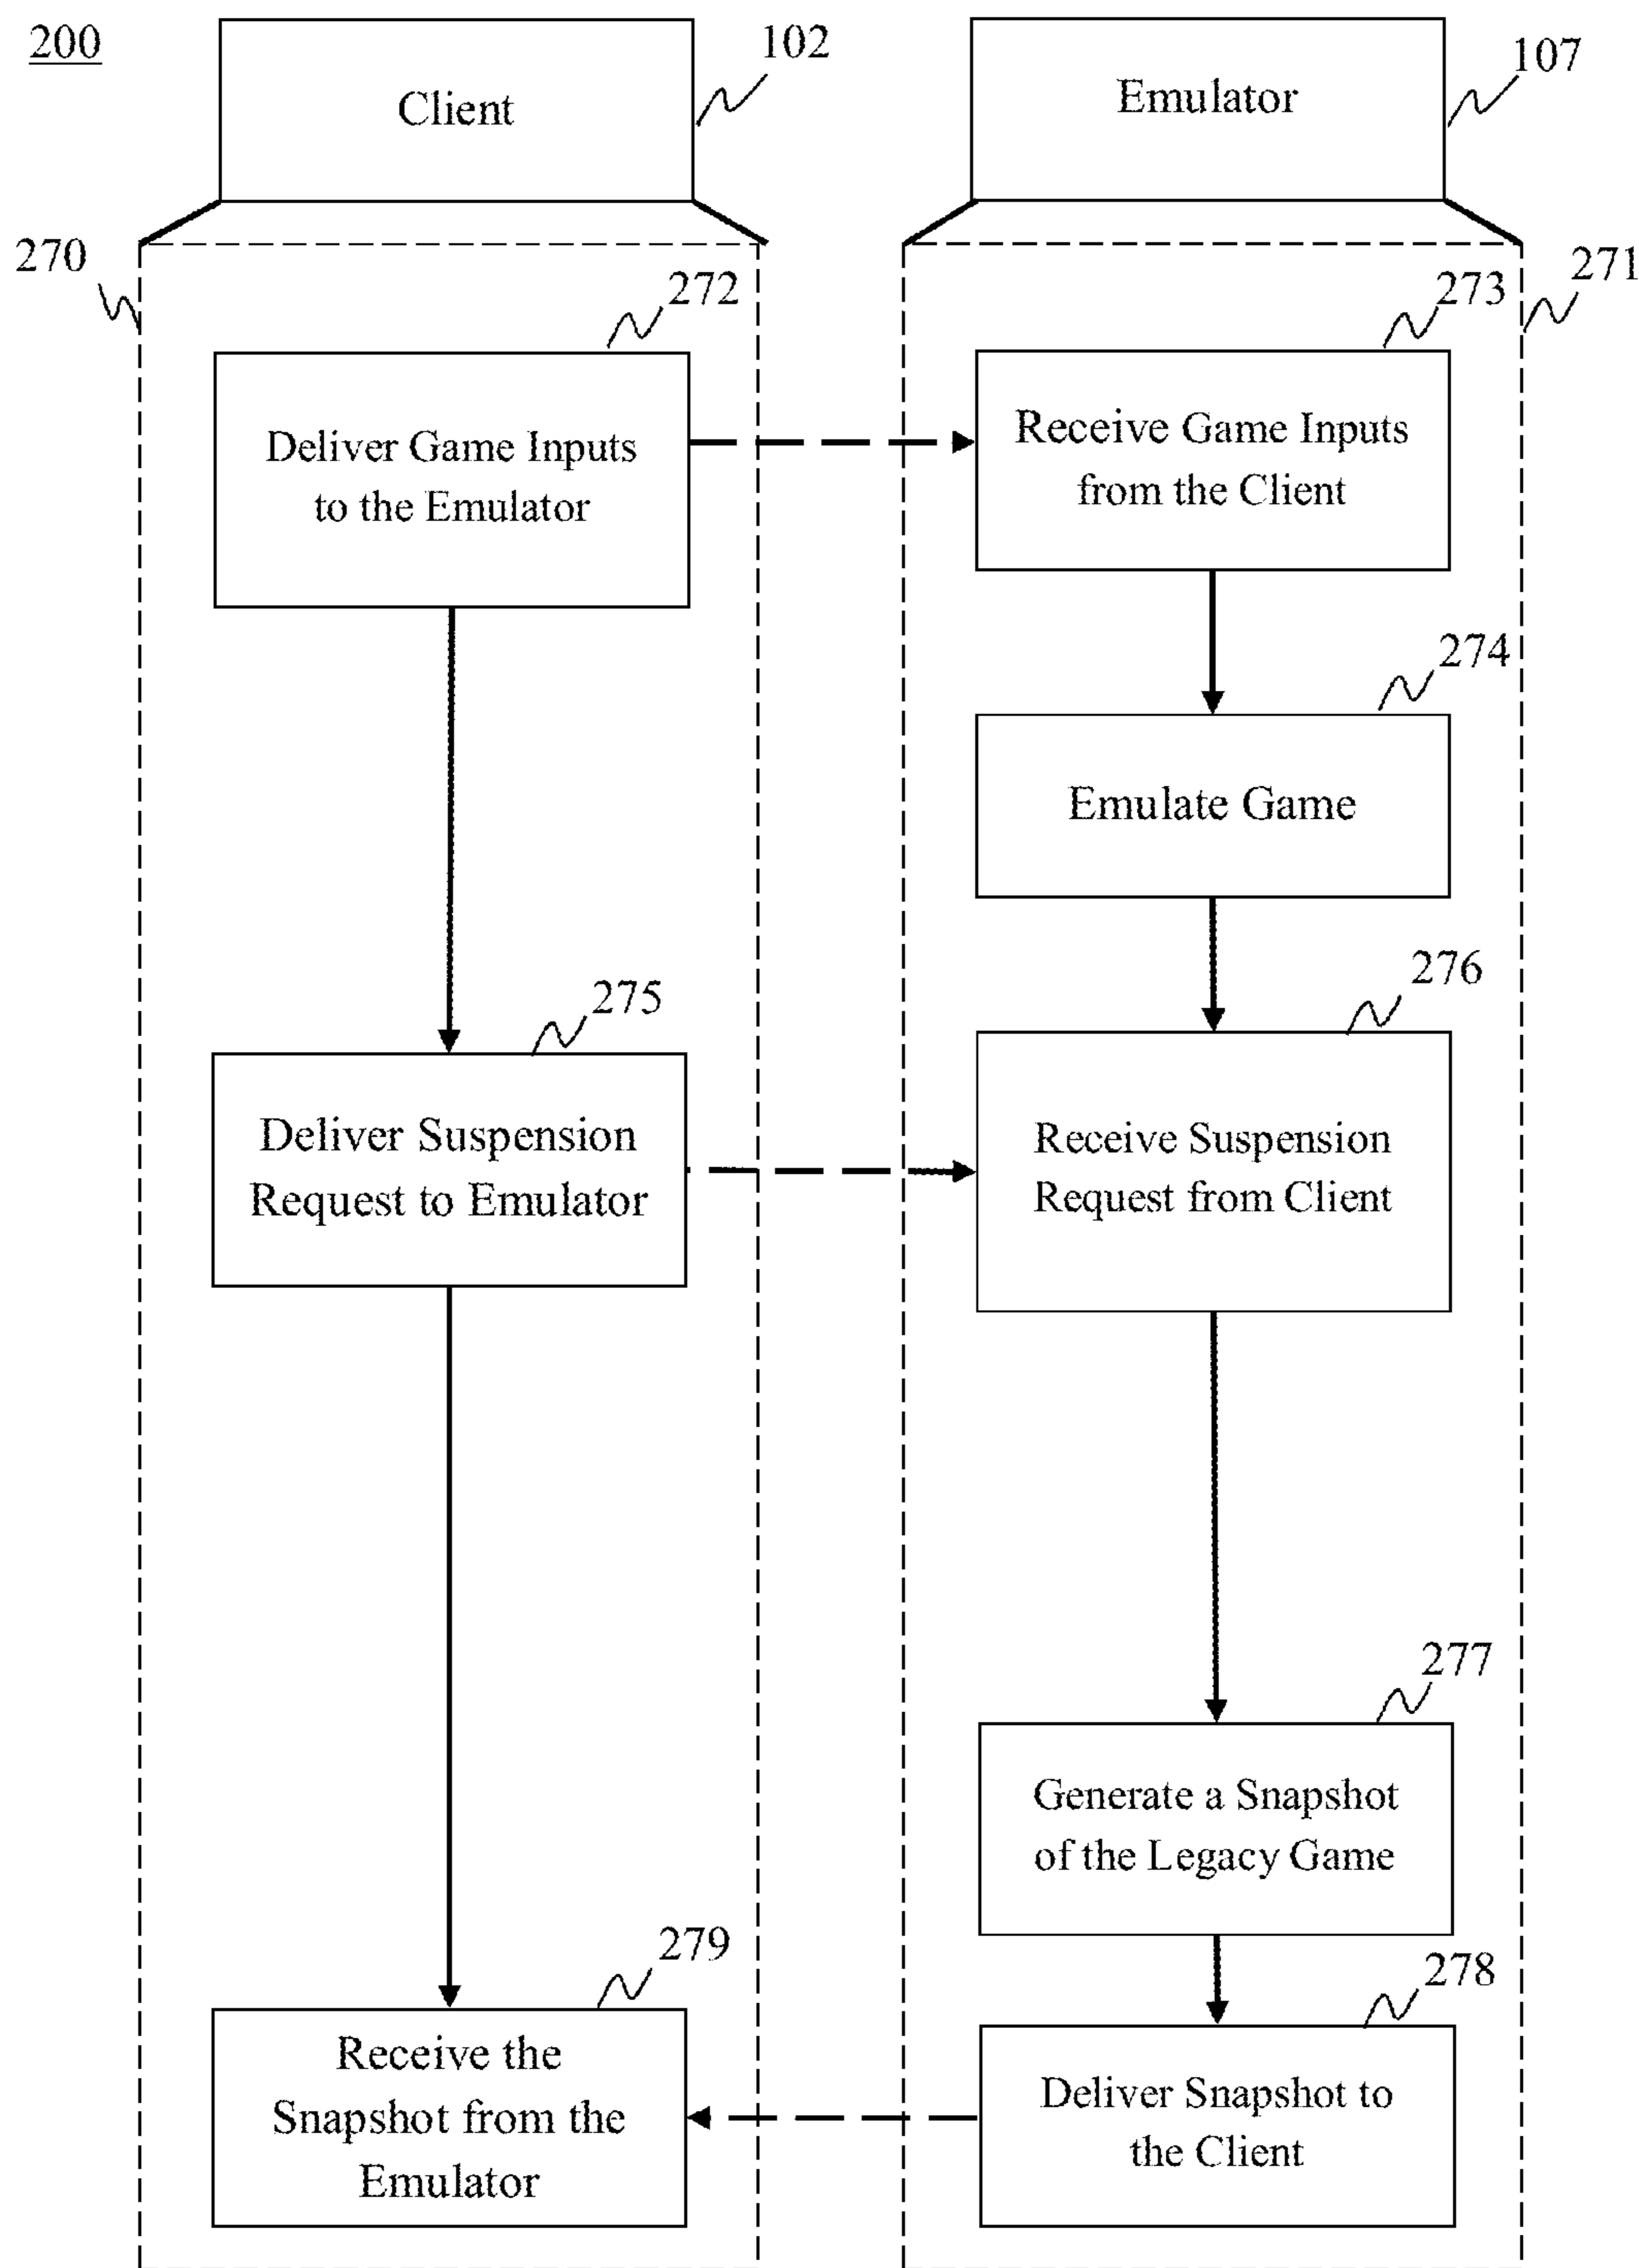 200
Client
102
Emulator
107
270
271
272
273
Deliver Game Inputs
to the Emulator
Receive Game Inputs
from the Client
274
Emulate Game
275
276
Deliver Suspension
Request to Emulator
Receive Suspension
Request from Client
277
Generate a Snapshot
of the Legacy Game
279
278
Receive the
Snapshot from the
Emulator
Deliver Snapshot to
the Client